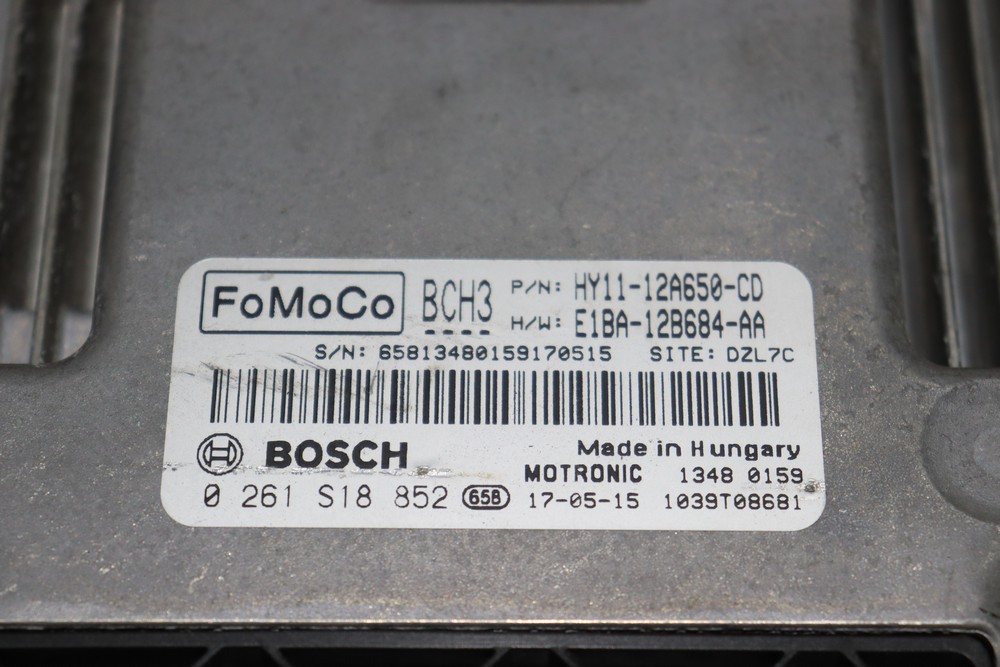 FoMoCo BCH3 P/N: HY11-12A650-CD
H/W: E1BA-12B684-AA
S/N: 65813480159170515 SITE: DZL7C
BOSCH Made in Hungary
MOTRONIC 1348 0159
0 261 S18 852 658 17-05-15 1039T08681